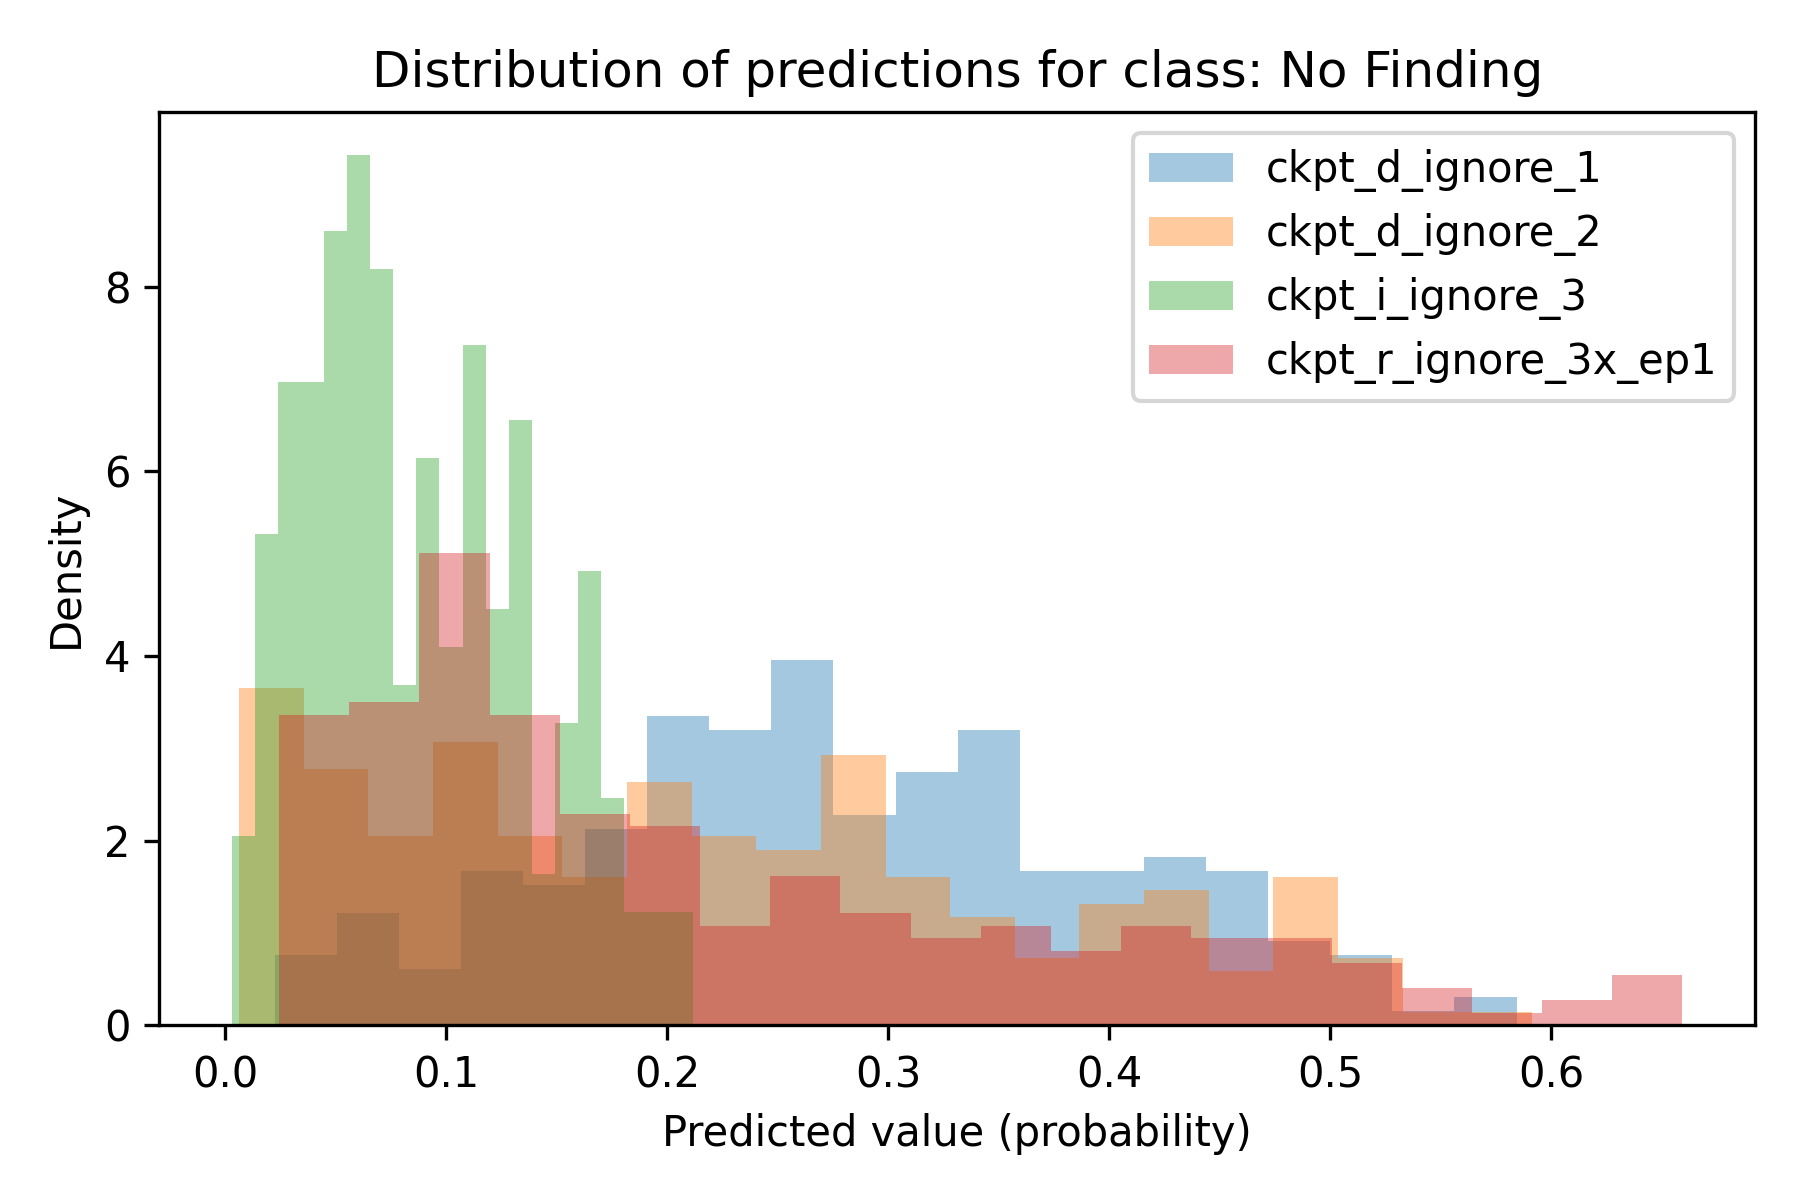 Distribution of predictions for class: No Finding
ckpt_d_ignore_1
ckpt_d_ignore_2
ckpt_i_ignore_3
ckpt_r_ignore_3x_ep1
Density
8
6
4
2
0
0.0 0.1 0.2 0.3 0.4 0.5 0.6
Predicted value (probability)